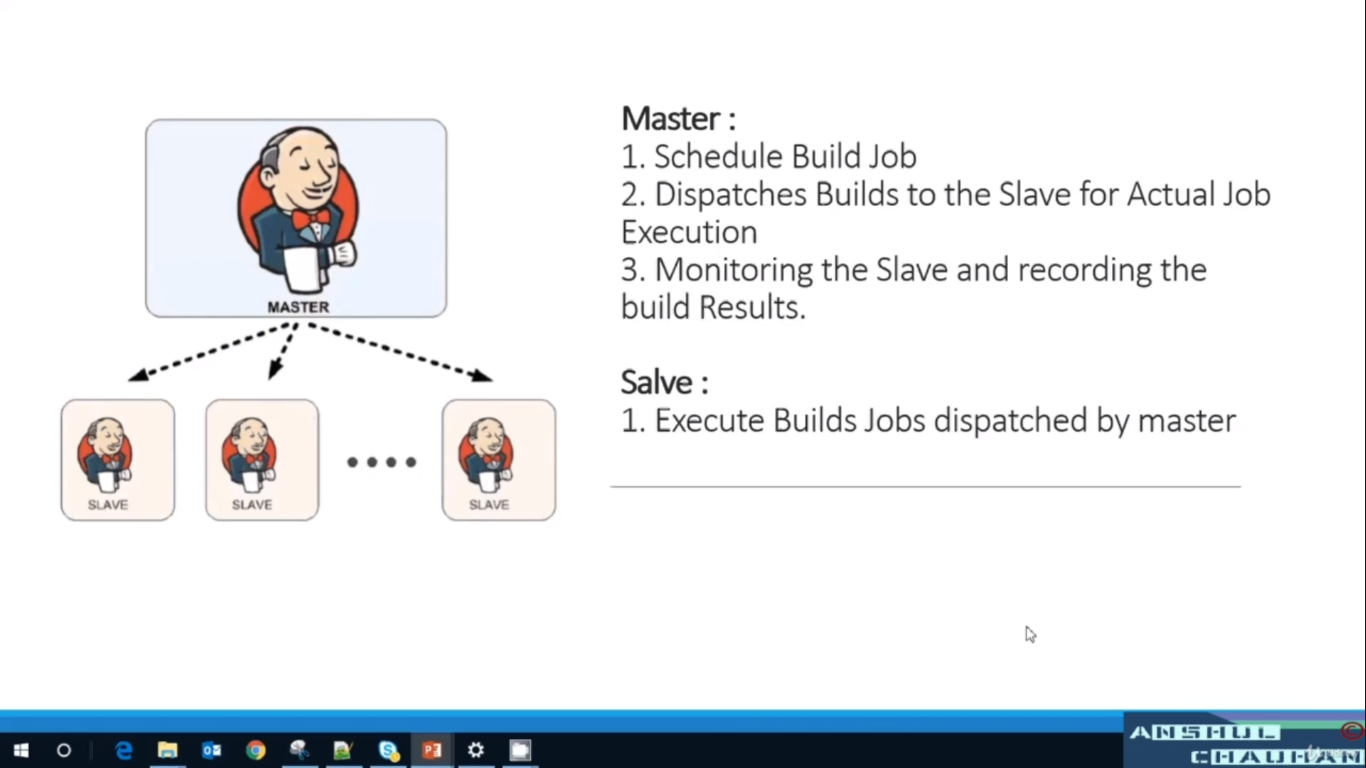 Master :
1. Schedule Build Job
2. Dispatches Builds to the Slave for Actual Job
Execution
3. Monitoring the Slave and recording the
build Results.
Salve :
1. Execute Builds Jobs dispatched by master
MASTER
SLAVE
SLAVE
SLAVE
ANSHUL
CHAUHAN